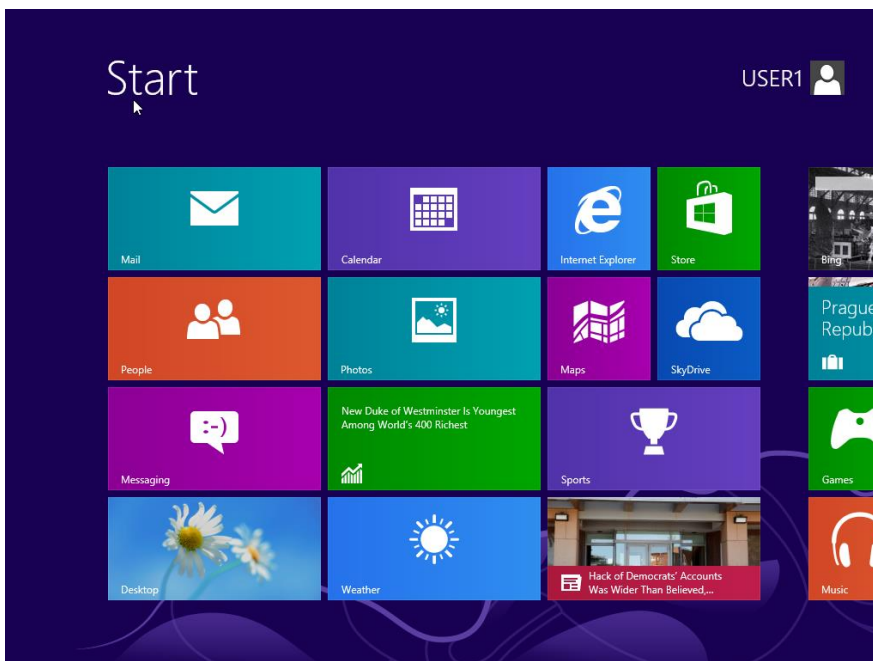 Start
USER1
Mail
Calendar
Internet Explorer
Store
Bing
People
Photos
Maps
SkyDrive
Prague
Repub
Messaging
New Duke of Westminster Is Youngest
Among World's 400 Richest
Sports
Games
Desktop
Weather
Hack of Democrats' Accounts
Was Wider Than Believed,...
Music